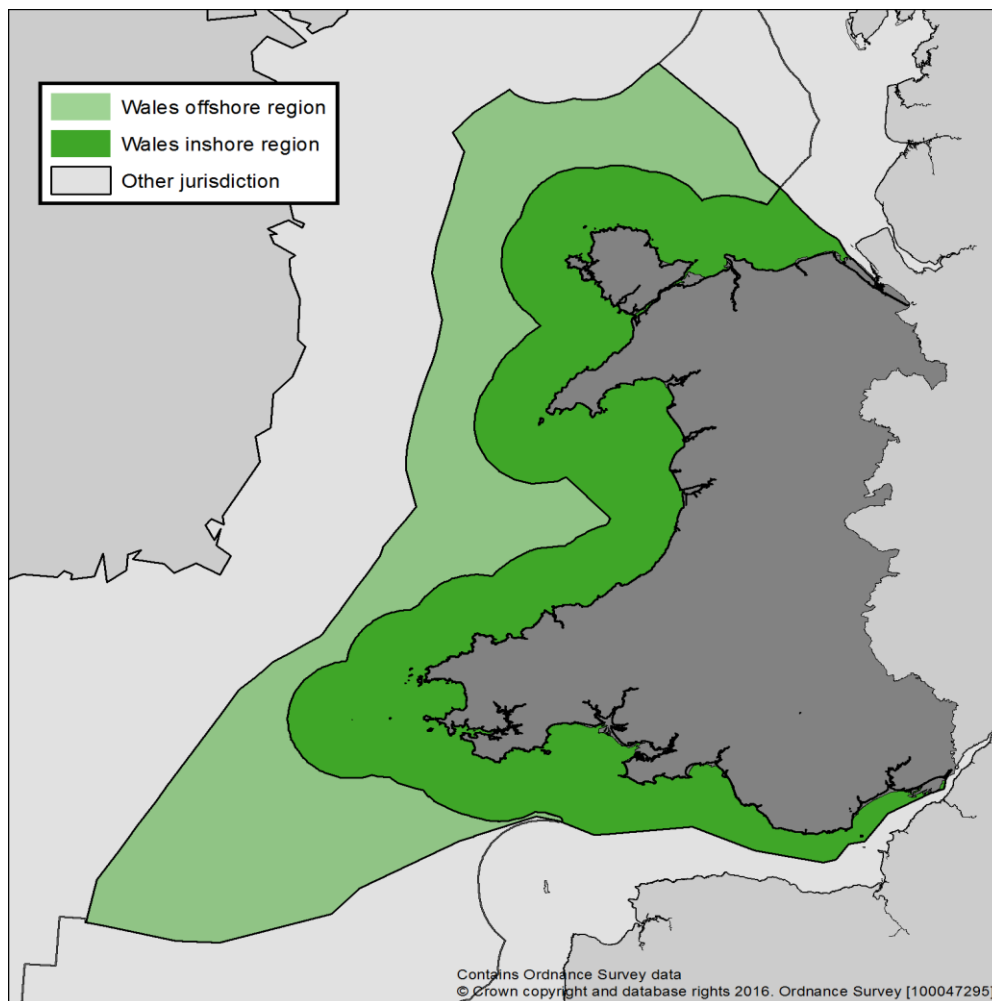 Wales offshore region
Wales inshore region
Other jurisdiction
Contains Ordnance Survey data
© Crown copyright and database rights 2016. Ordnance Survey [100047295]